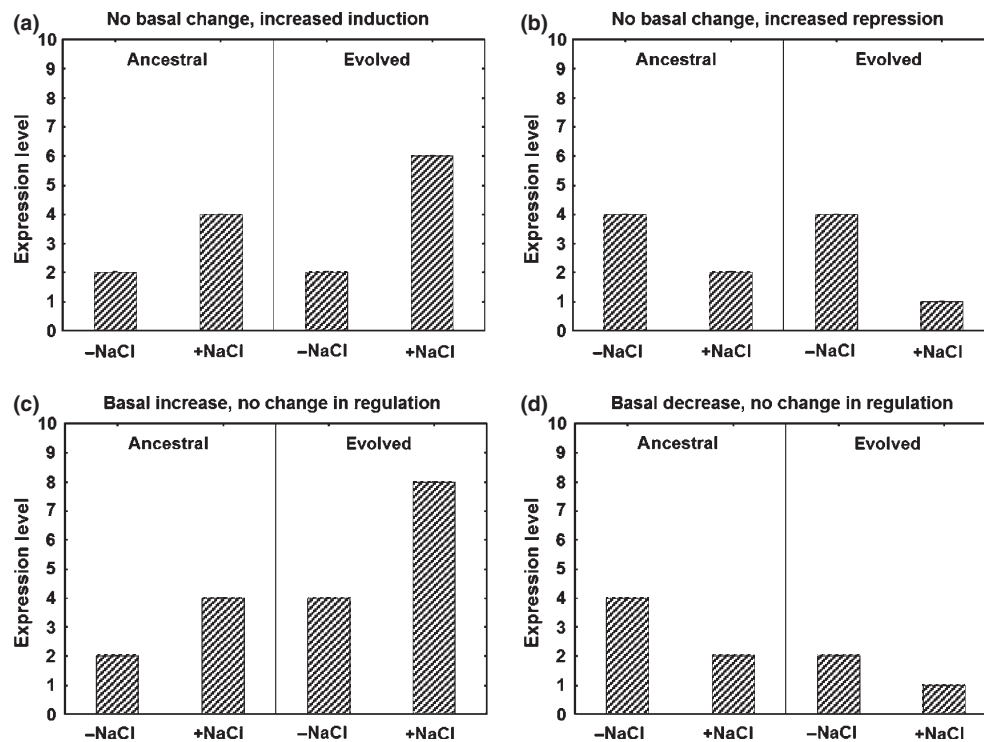 (a) No basal change, increased induction
Ancestral Evolved
Expression level
10
9
8
7
6
5
4
3
2
1
0
–NaCl +NaCl –NaCl +NaCl
(b) No basal change, increased repression
Ancestral Evolved
Expression level
10
9
8
7
6
5
4
3
2
1
0
–NaCl +NaCl –NaCl +NaCl
(c) Basal increase, no change in regulation
Ancestral Evolved
Expression level
10
9
8
7
6
5
4
3
2
1
0
–NaCl +NaCl –NaCl +NaCl
(d) Basal decrease, no change in regulation
Ancestral Evolved
Expression level
10
9
8
7
6
5
4
3
2
1
0
–NaCl +NaCl –NaCl +NaCl